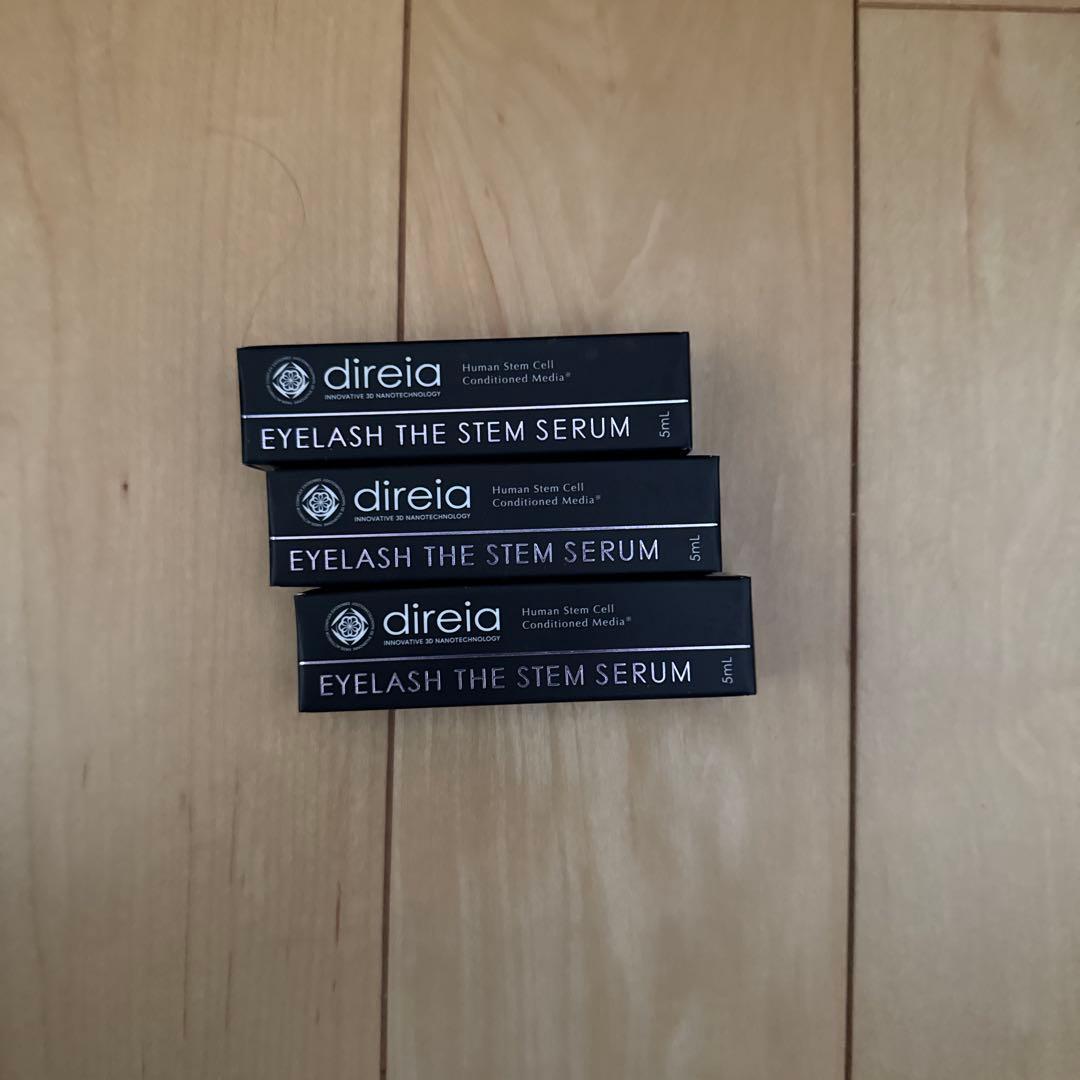 direia
INNOVATIVE 3D NANOTECHNOLOGY
Human Stem Cell
Conditioned Media®
EYELASH THE STEM SERUM
5mL
direia
INNOVATIVE 3D NANOTECHNOLOGY
Human Stem Cell
Conditioned Media®
EYELASH THE STEM SERUM
5mL
direia
INNOVATIVE 3D NANOTECHNOLOGY
Human Stem Cell
Conditioned Media®
EYELASH THE STEM SERUM
5mL